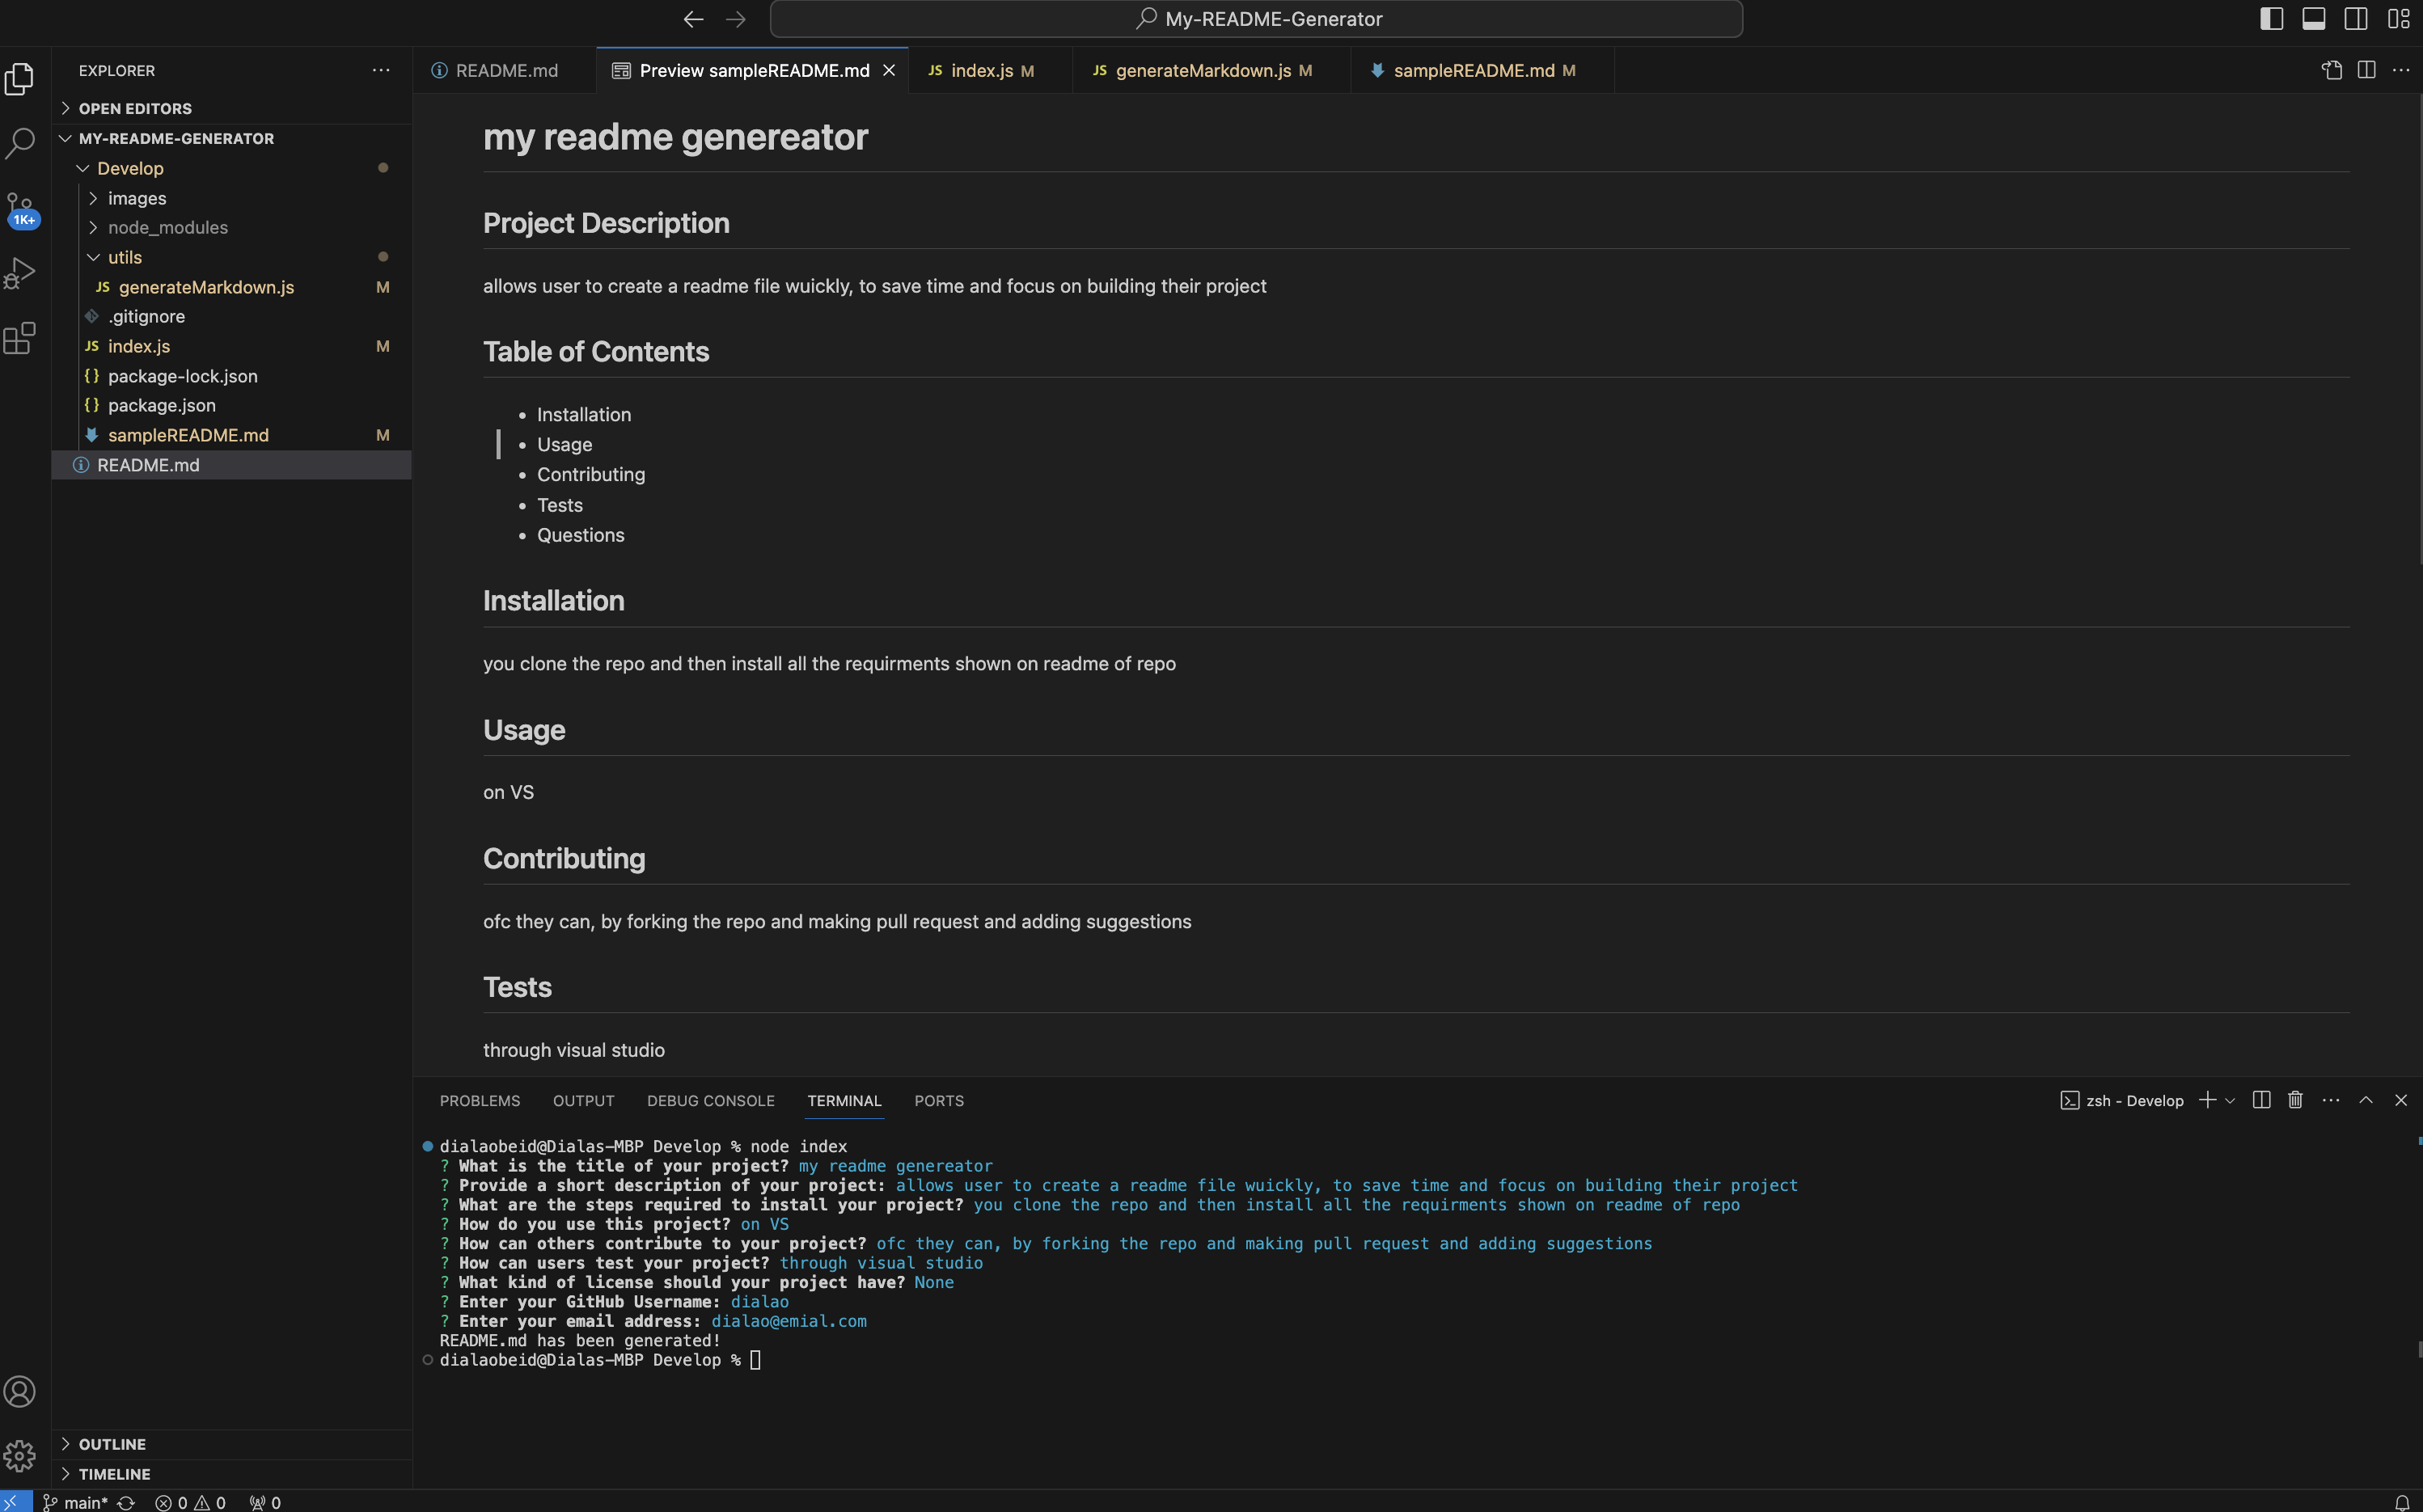 My-README-Generator
EXPLORER
OPEN EDITORS
MY-README-GENERATOR
Develop
images
node_modules
utils
JS generateMarkdown.js M
.gitignore
JS index.js M
{} package-lock.json
{} package.json
sampleREADME.md M
README.md
1K+
OUTLINE
TIMELINE
README.md
Preview sampleREADME.md
JS index.js M
JS generateMarkdown.js M
sampleREADME.md M
my readme genereator
Project Description
allows user to create a readme file wuickly, to save time and focus on building their project
Table of Contents
• Installation
• Usage
• Contributing
• Tests
• Questions
Installation
you clone the repo and then install all the requirments shown on readme of repo
Usage
on VS
Contributing
ofc they can, by forking the repo and making pull request and adding suggestions
Tests
through visual studio
PROBLEMS OUTPUT DEBUG CONSOLE TERMINAL PORTS
zsh - Develop
dialaobeid@Dialas-MBP Develop % node index
? What is the title of your project? my readme genereator
? Provide a short description of your project: allows user to create a readme file wuickly, to save time and focus on building their project
? What are the steps required to install your project? you clone the repo and then install all the requirments shown on readme of repo
? How do you use this project? on VS
? How can others contribute to your project? ofc they can, by forking the repo and making pull request and adding suggestions
? How can users test your project? through visual studio
? What kind of license should your project have? None
? Enter your GitHub Username: dialao
? Enter your email address: dialao@emial.com
README.md has been generated!
dialaobeid@Dialas-MBP Develop %
main* 0 0 0